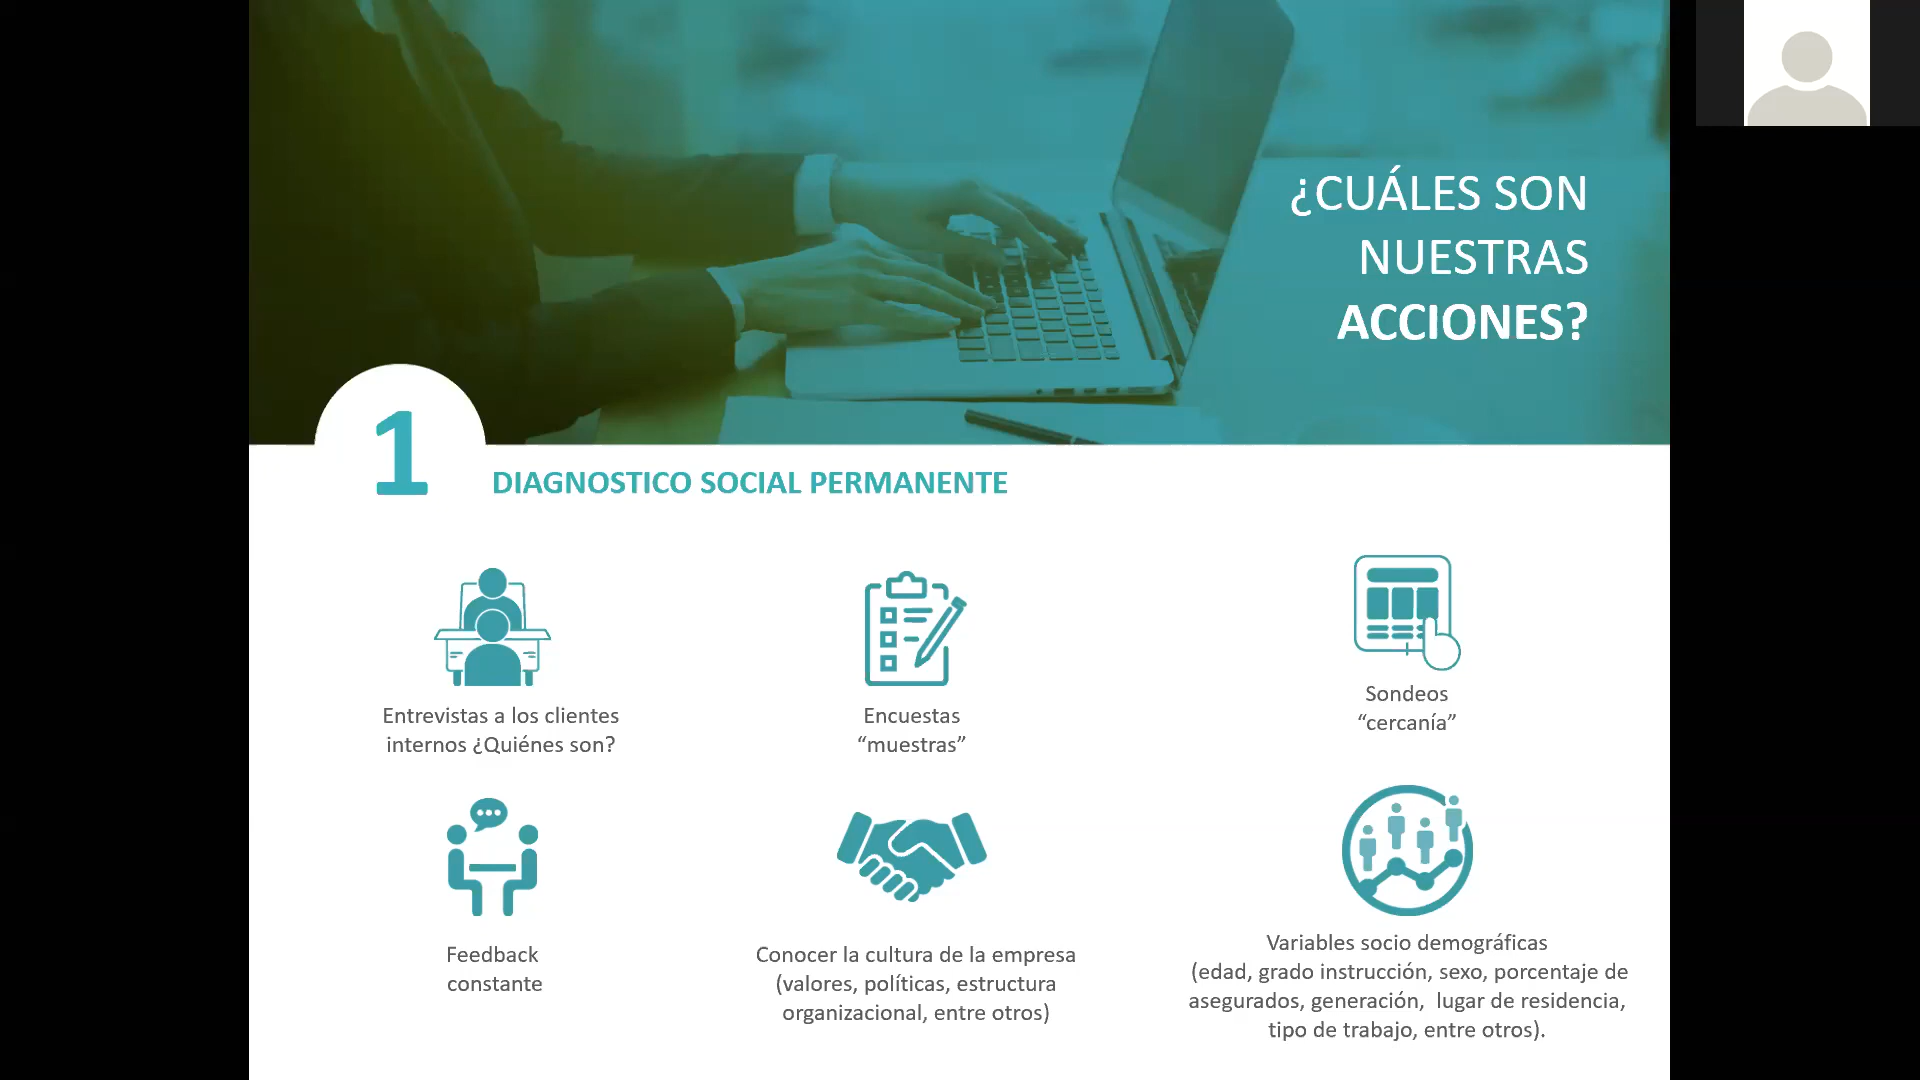 ¿CUÁLES SON
NUESTRAS
ACCIONES?
1
DIAGNOSTICO SOCIAL PERMANENTE
Entrevistas a los clientes
internos ¿Quiénes son?
Encuestas
“muestras”
Sondeos
“cercanía”
Feedback
constante
Conocer la cultura de la empresa
(valores, políticas, estructura
organizacional, entre otros)
Variables socio demográficas
(edad, grado instrucción, sexo, porcentaje de
asegurados, generación, lugar de residencia,
tipo de trabajo, entre otros).